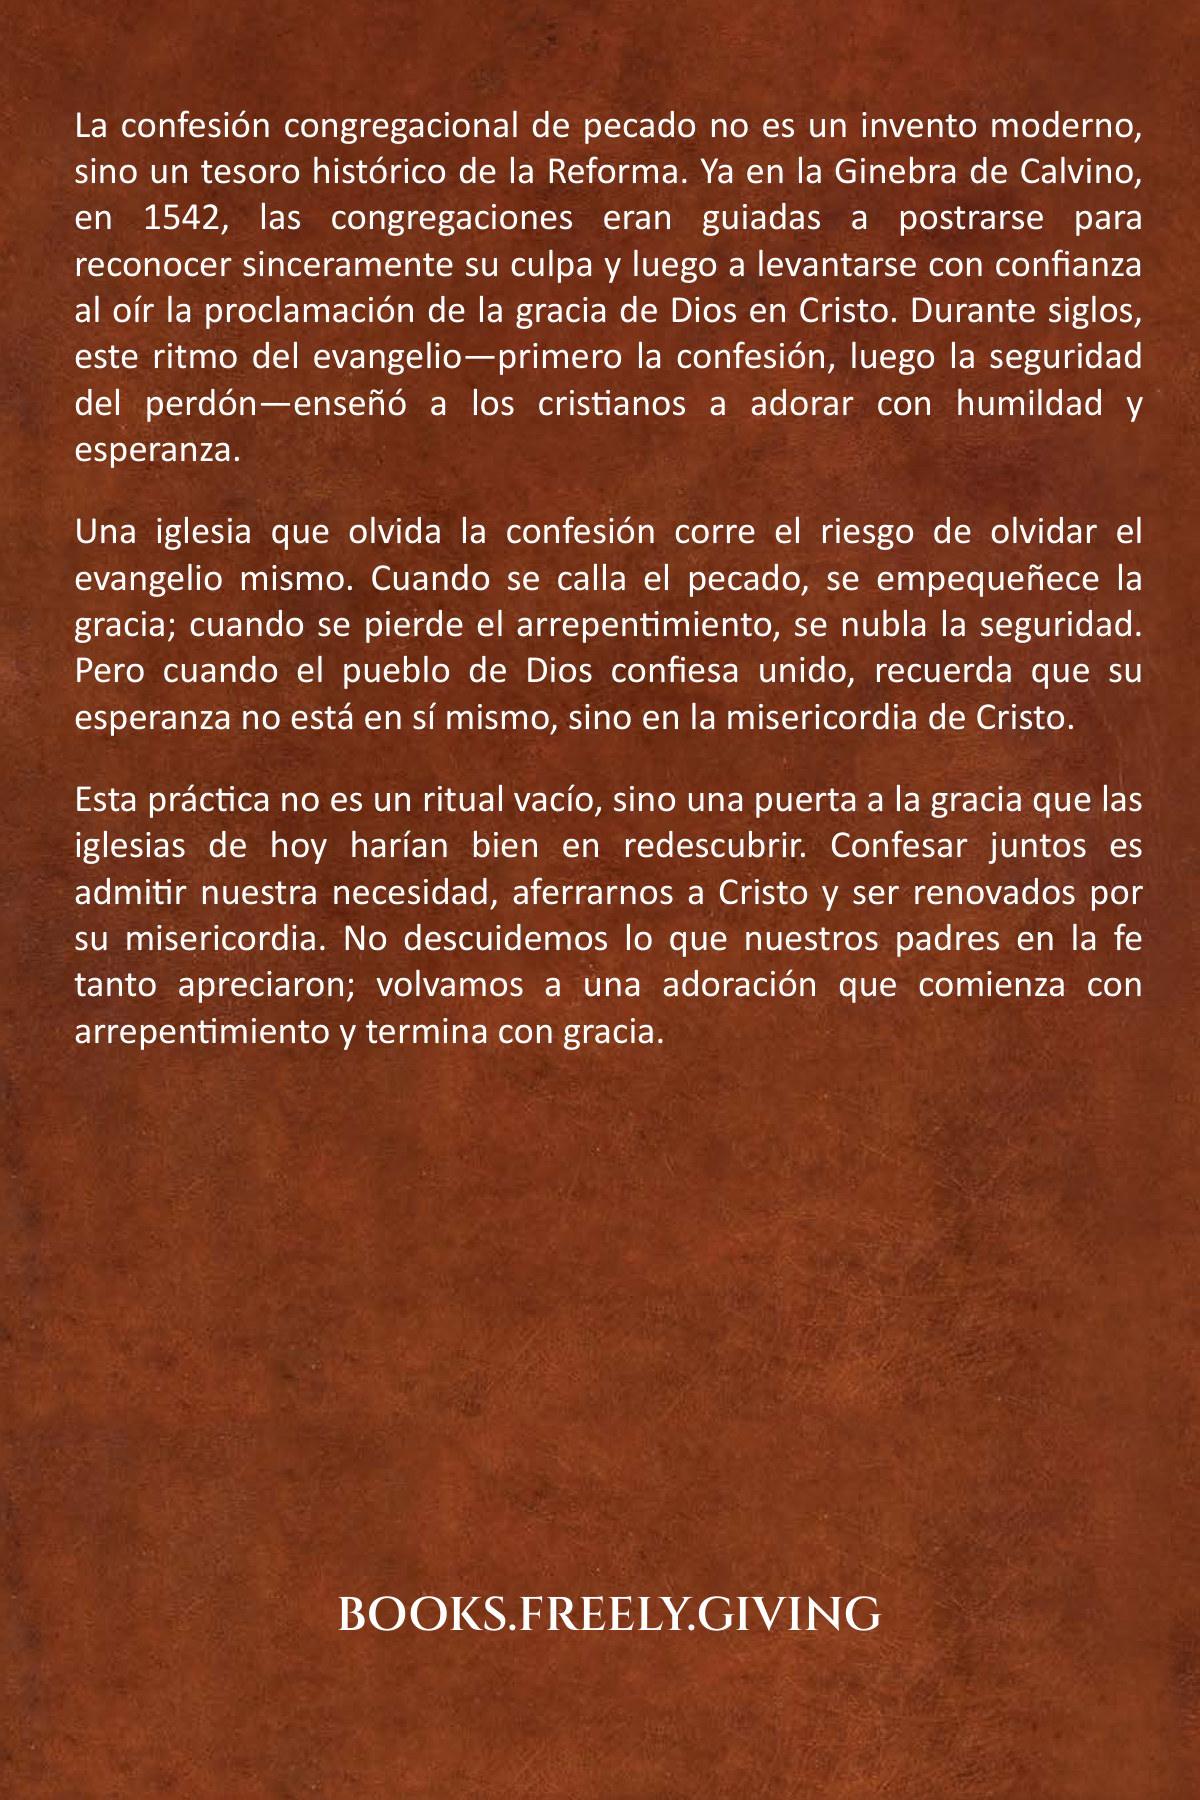 La confesión congregacional de pecado no es un invento moderno,
sino un tesoro histórico de la Reforma. Ya en la Ginebra de Calvino,
en 1542, las congregaciones eran guiadas a postrarse para
reconocer sinceramente su culpa y luego a levantarse con confianza
al oír la proclamación de la gracia de Dios en Cristo. Durante siglos,
este ritmo del evangelio—primero la confesión, luego la seguridad
del perdón—enseñó a los cristianos a adorar con humildad y
esperanza.
Una iglesia que olvida la confesión corre el riesgo de olvidar el
evangelio mismo. Cuando se calla el pecado, se empequeñece la
gracia; cuando se pierde el arrepentimiento, se nubla la seguridad.
Pero cuando el pueblo de Dios confiesa unido, recuerda que su
esperanza no está en sí mismo, sino en la misericordia de Cristo.
Esta práctica no es un ritual vacío, sino una puerta a la gracia que las
iglesias de hoy harían bien en redescubrir. Confesar juntos es
admitir nuestra necesidad, aferrarnos a Cristo y ser renovados por
su misericordia. No descuidemos lo que nuestros padres en la fe
tanto apreciaron; volvamos a una adoración que comienza con
arrepentimiento y termina con gracia.
BOOKS.FREELY.GIVING